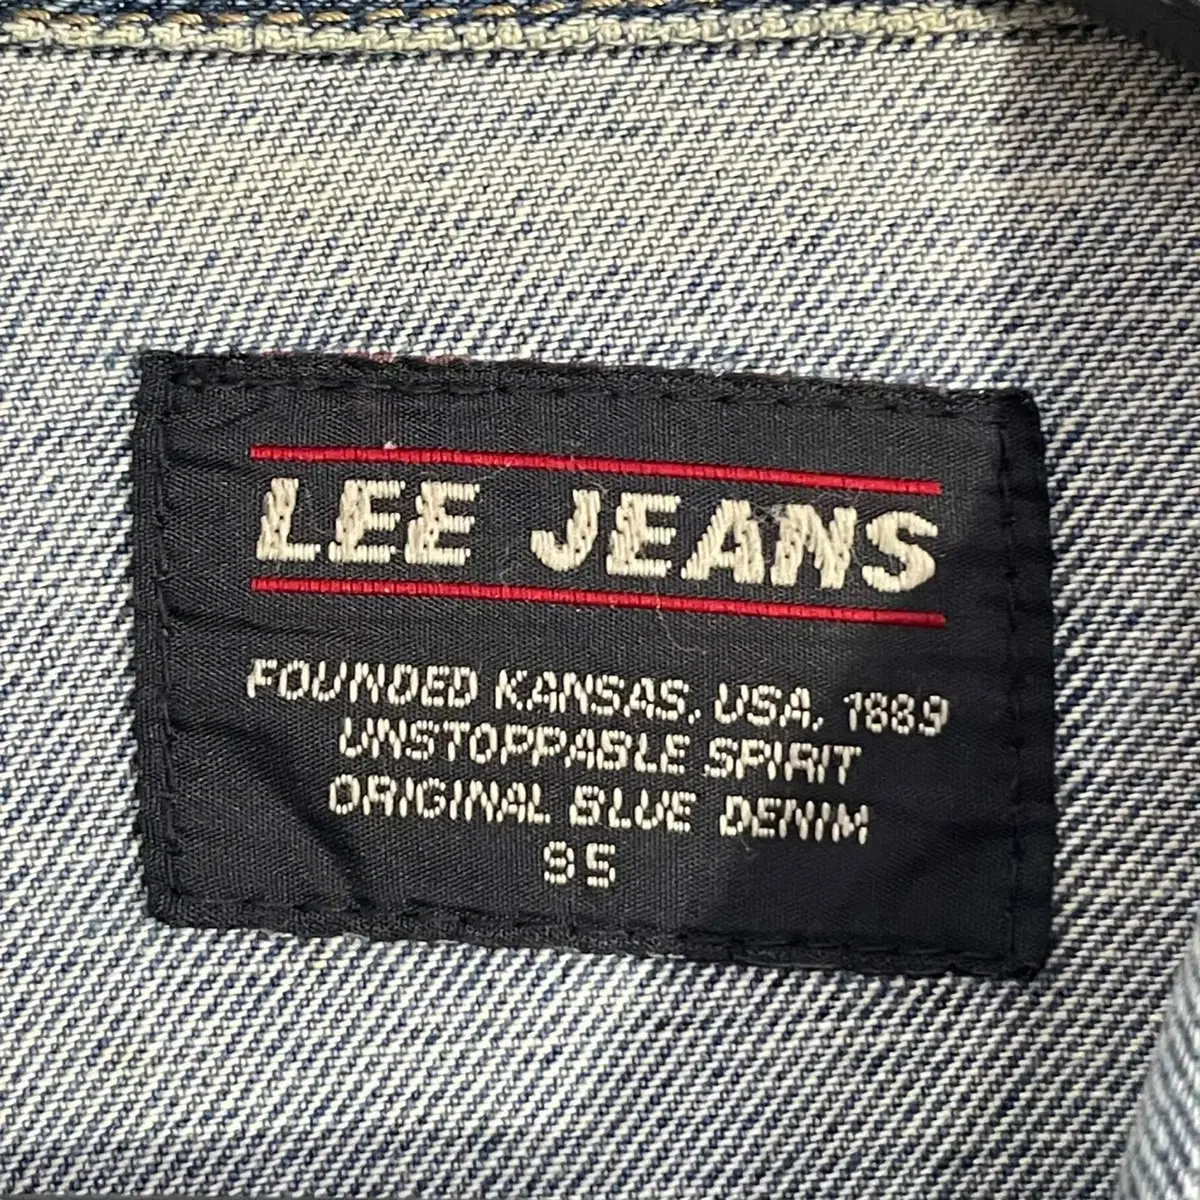 LEE JEANS
FOUNDED KANSAS, USA, 1889
UNSTOPPABLE SPIRIT
ORIGINAL BLUE DENIM
95